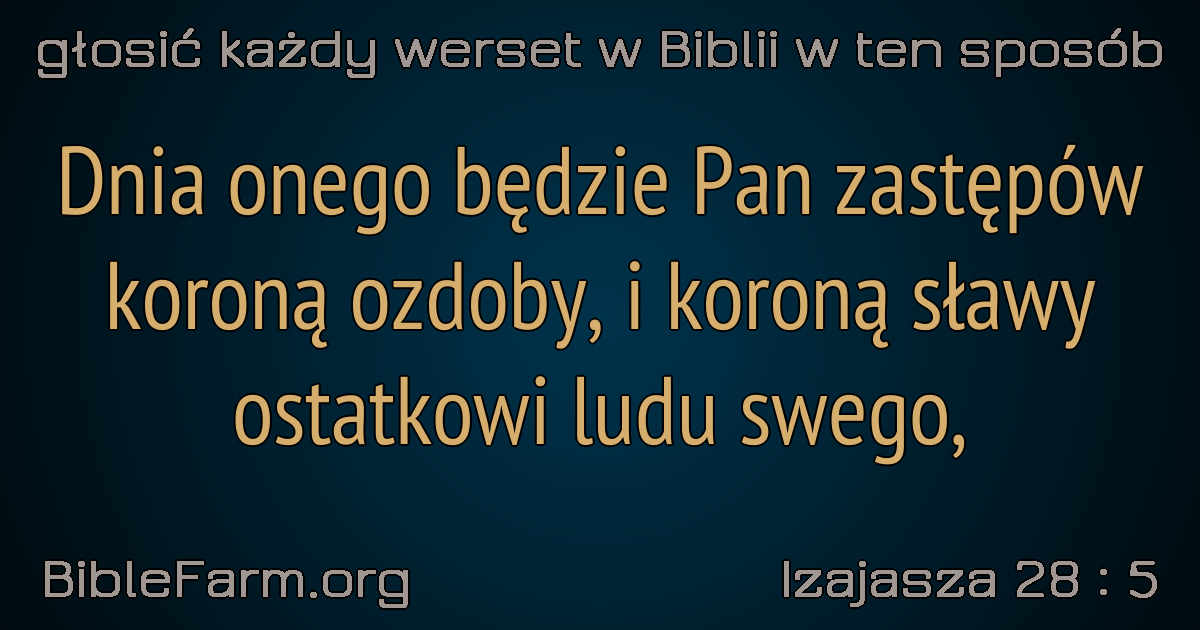 głosić każdy werset w Biblii w ten sposób
Dnia onego będzie Pan zastępów
koroną ozdoby, i koroną sławy
ostatkowi ludu swego,
BibleFarm.org
Izajasza 28 : 5